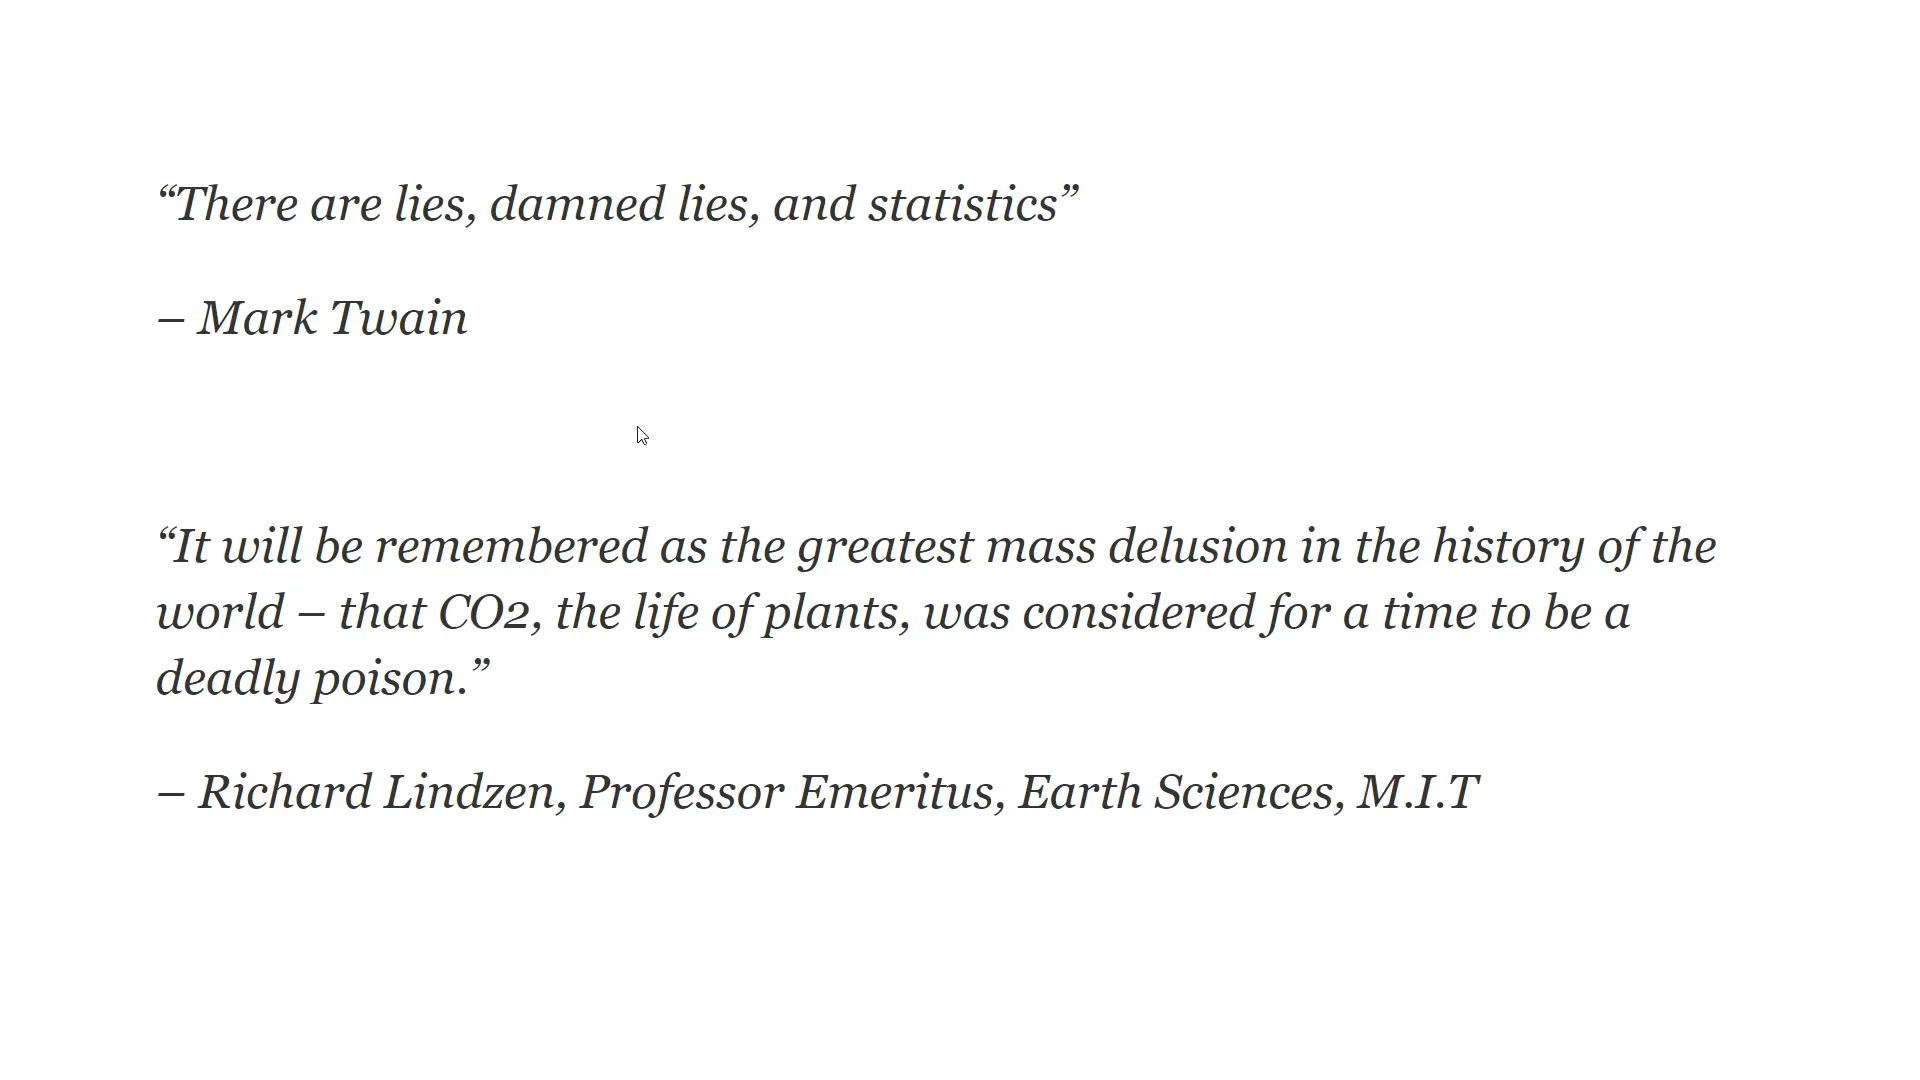 “There are lies, damned lies, and statistics”
– Mark Twain
“It will be remembered as the greatest mass delusion in the history of the
world – that CO2, the life of plants, was considered for a time to be a
deadly poison.”
– Richard Lindzen, Professor Emeritus, Earth Sciences, M.I.T